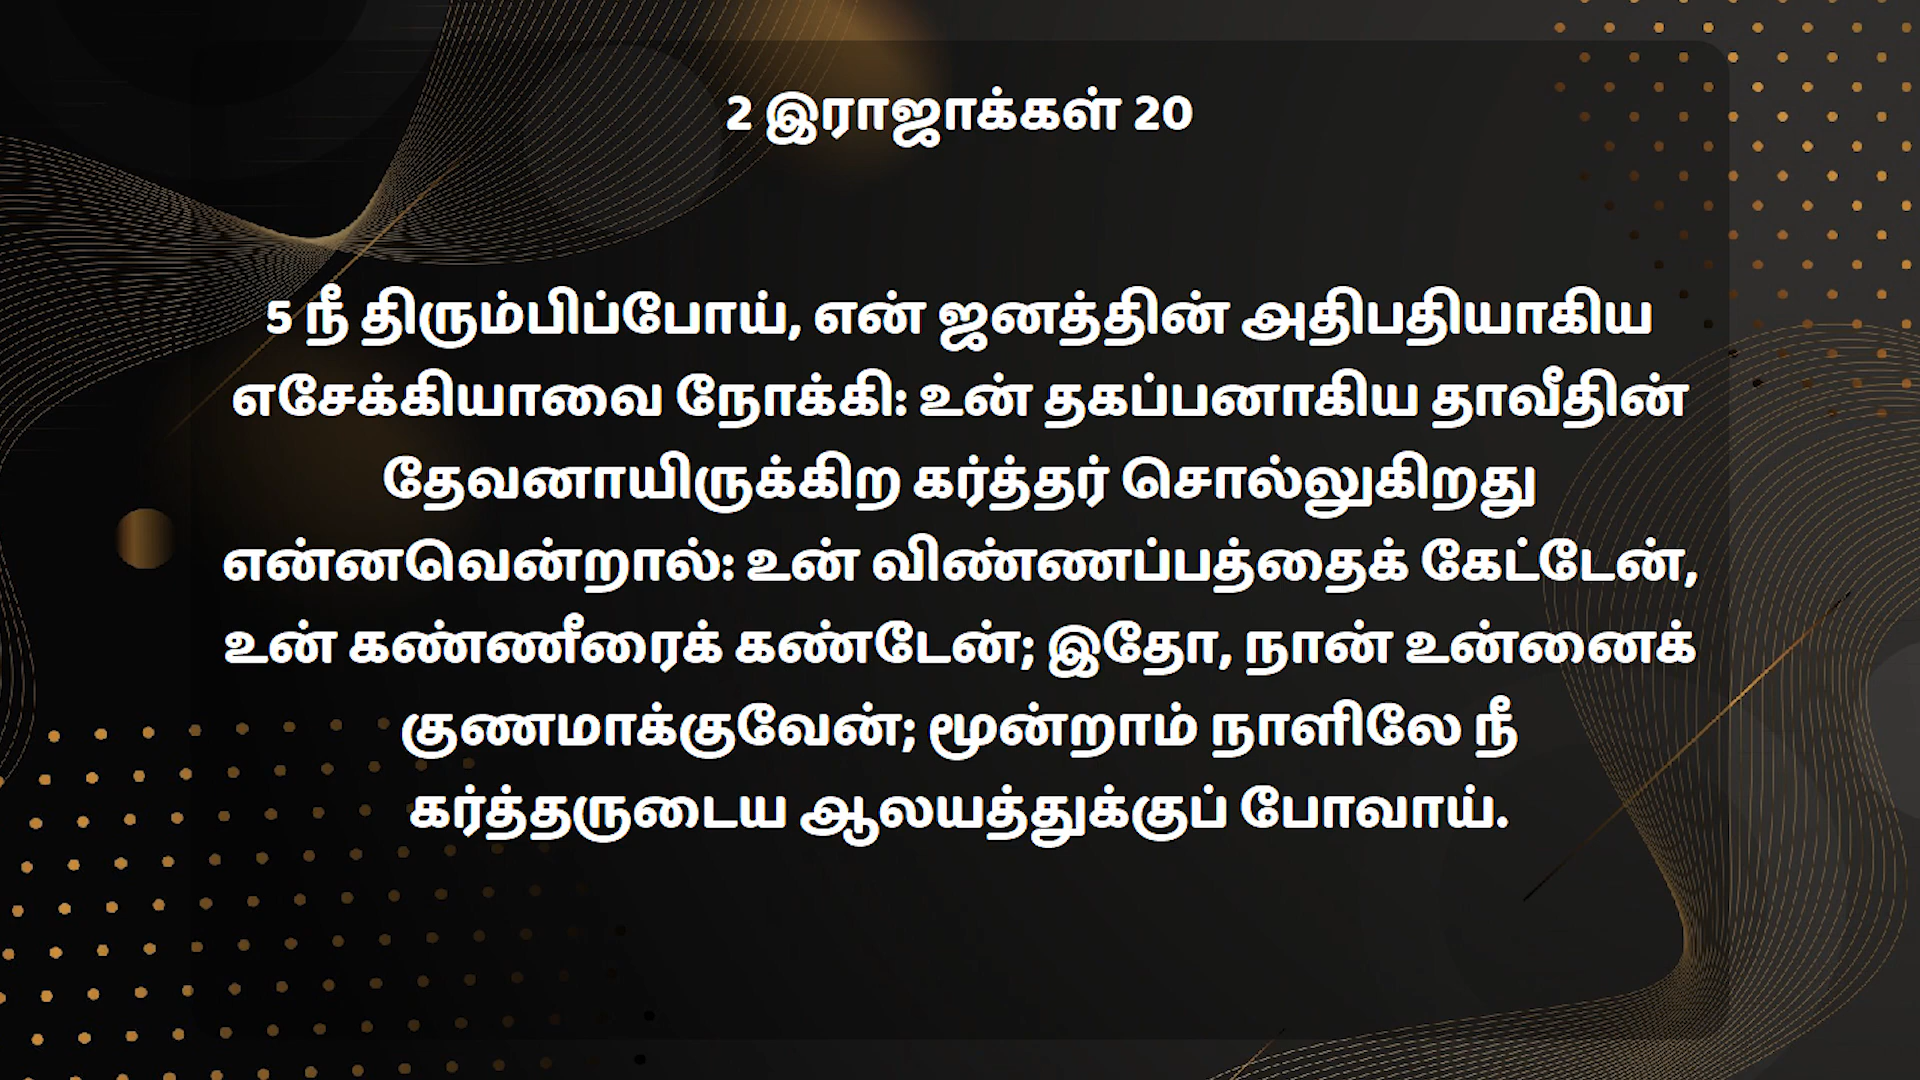 2 இராஜாக்கள் 20
5 நீ திரும்பிப்போய், என் ஜனத்தின் அதிபதியாகிய
எசேக்கியாவை நோக்கி: உன் தகப்பனாகிய தாவீதின்
தேவனாயிருக்கிற கர்த்தர் சொல்லுகிறது
என்னவென்றால்: உன் விண்ணப்பத்தைக் கேட்டேன்,
உன் கண்ணீரைக் கண்டேன்; இதோ, நான் உன்னைக்
குணமாக்குவேன்; மூன்றாம் நாளிலே நீ
கர்த்தருடைய ஆலயத்துக்குப் போவாய்.